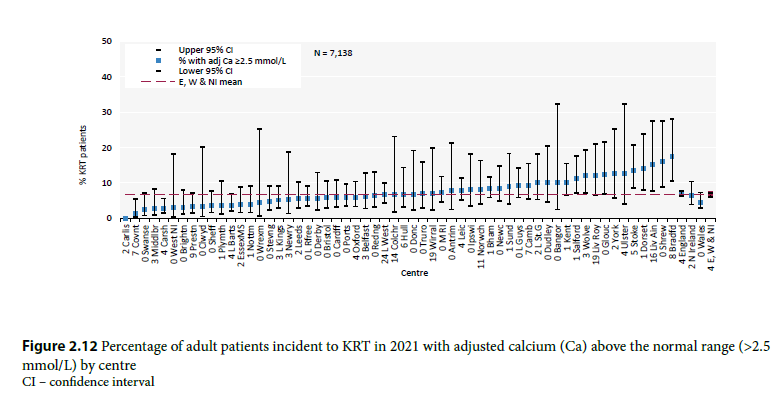 50
40
30
20
10
0
% KRT patients
Upper 95% CI
% with adj Ca ≥2.5 mmol/L
Lower 95% CI
E, W & NI mean
N = 7,138
2 Carlis
7 Covnt
0 Swanse
3 Middlbr
4 Carsh
0 West NI
0 Brightn
9 Prestn
0 Clwyd
0 Sheff
1 Plymth
4 L Barts
2 EssexMS
1 Nottm
0 Wrexm
0 Stevng
3 L Kings
3 Newry
2 Leeds
0 L Rfree
0 Derby
0 Bristol
0 Cardff
0 Ports
4 Oxford
3 Belfast
0 Redng
24 L West
14 Colchr
6 Hull
0 Donc
0 Truro
19 Wirral
0 M RI
0 Antrim
4 Leic
0 Ipswi
11 Norwch
1 Bham
0 Newc
1 Sund
0 L Guys
7 Camb
2 L St.G
0 Dudley
0 Bangor
1 Kent
1 Salford
3 Wolve
19 Liv Roy
0 Glouc
2 York
4 Ulster
5 Stoke
1 Dorset
16 Liv Ain
0 Shrew
8 Bradfd
4 England
2 N Ireland
0 Wales
4 E, W & NI
Centre
Figure 2.12 Percentage of adult patients incident to KRT in 2021 with adjusted calcium (Ca) above the normal range (>2.5
mmol/L) by centre
CI – confidence interval